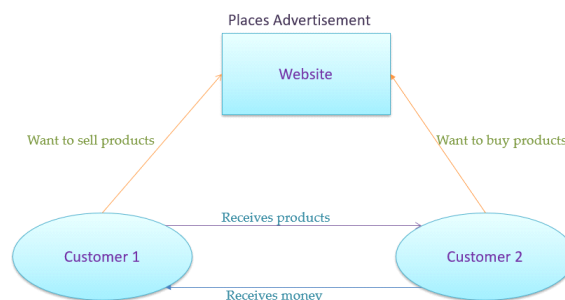 Places Advertisement
Website
Want to sell products
Want to buy products
Receives products
Customer 1
Customer 2
Receives money